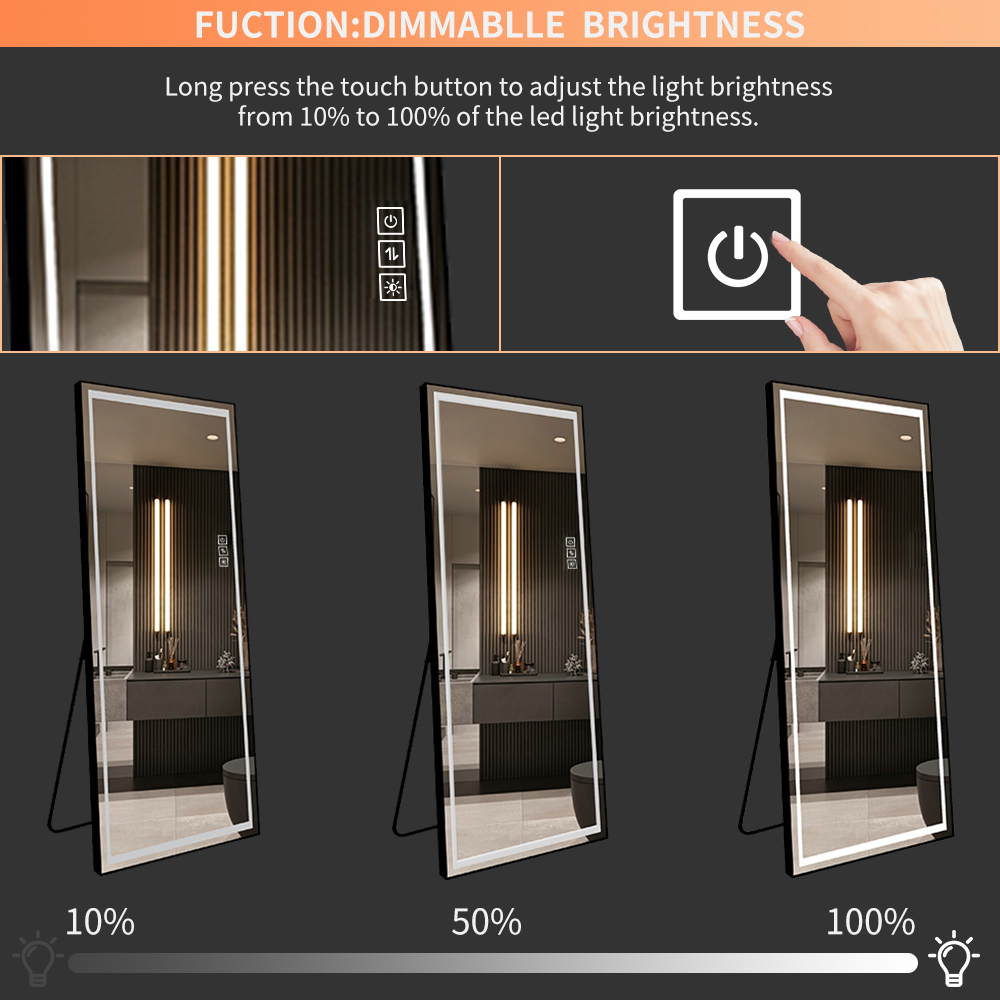 FUCTION:DIMMABLLE BRIGHTNESS
Long press the touch button to adjust the light brightness
from 10% to 100% of the led light brightness.
10%
50%
100%